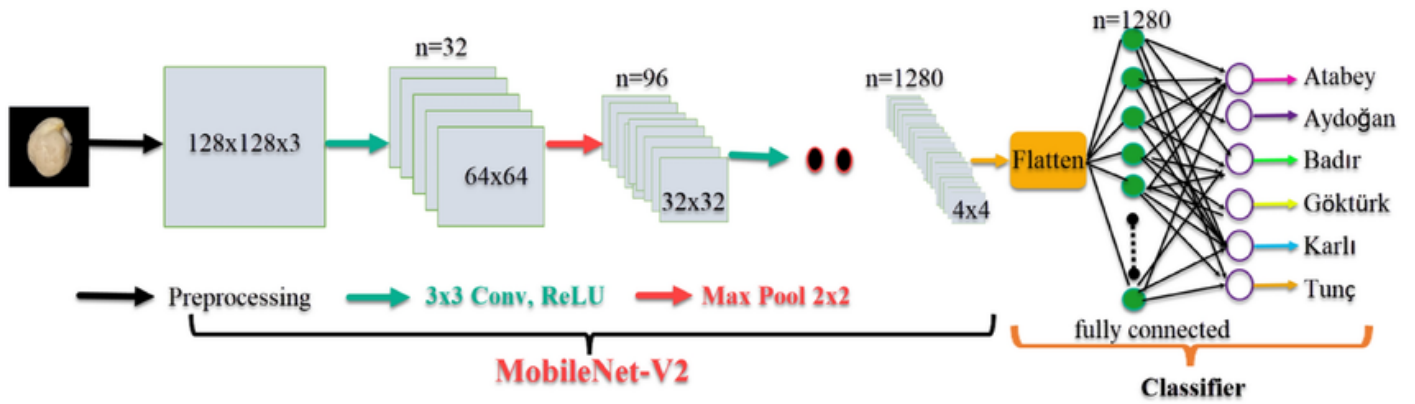 n=32
n=96
n=1280
n=1280
128x128x3
64x64
32x32
4x4
Flatten
Atabey
Aydoğan
Badır
Göktürk
Karlı
Tunç
Preprocessing
3x3 Conv, ReLU
Max Pool 2x2
fully connected
MobileNet-V2
Classifier